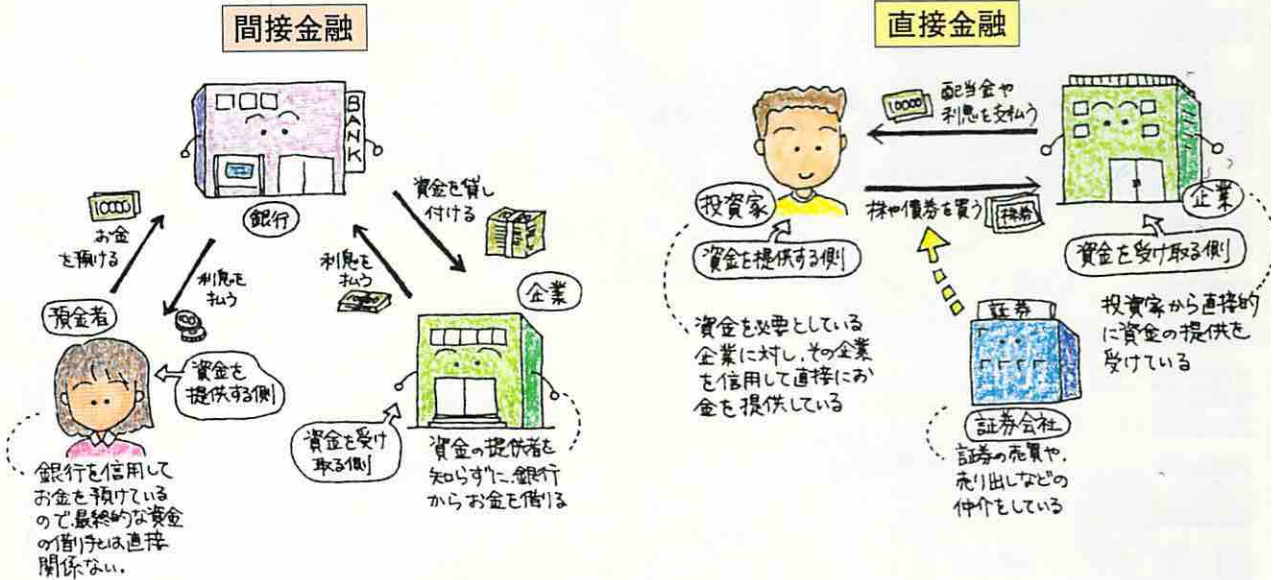 間接金融
BANK
銀行
10000
お金
を預ける
利息を
払う
資金を貸し
付ける
利息を
払う
預金者
資金を
提供する側
企業
資金を受け
取る側
銀行を信用して
お金を預けている
ので、最終的な資金
の借り手とは直接
関係ない。
資金の提供者を
知らずに、銀行
からお金を借りる
直接金融
10000
配当金や
利息を支払う
投資家
株や債券を買う
株券
企業
資金を提供する側
資金を受け取る側
資金を必要としている
企業に対し、その企業
を信用して直接にお
金を提供している
投資家から直接的
に資金の提供を
受けている
証券
証券会社
証券の売買や、
売り出しなどの
仲介をしている